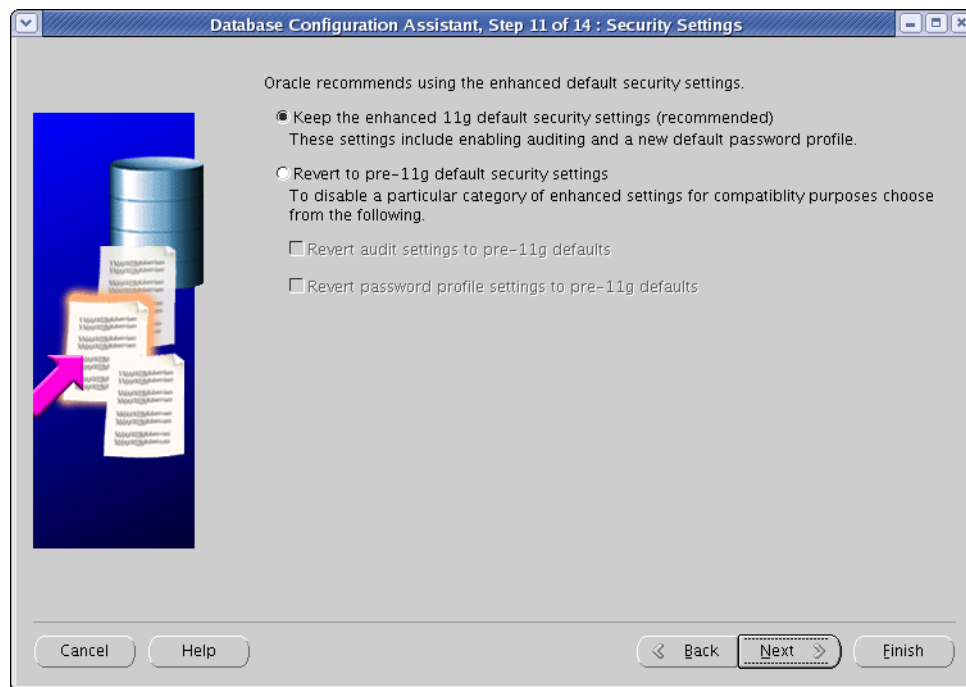 Database Configuration Assistant, Step 11 of 14 : Security Settings
Oracle recommends using the enhanced default security settings.
Keep the enhanced 11g default security settings (recommended)
These settings include enabling auditing and a new default password profile.
Revert to pre-11g default security settings
To disable a particular category of enhanced settings for compatiblity purposes choose
from the following.
Revert audit settings to pre-11g defaults
Revert password profile settings to pre-11g defaults
Cancel
Help
Back
Next
Finish